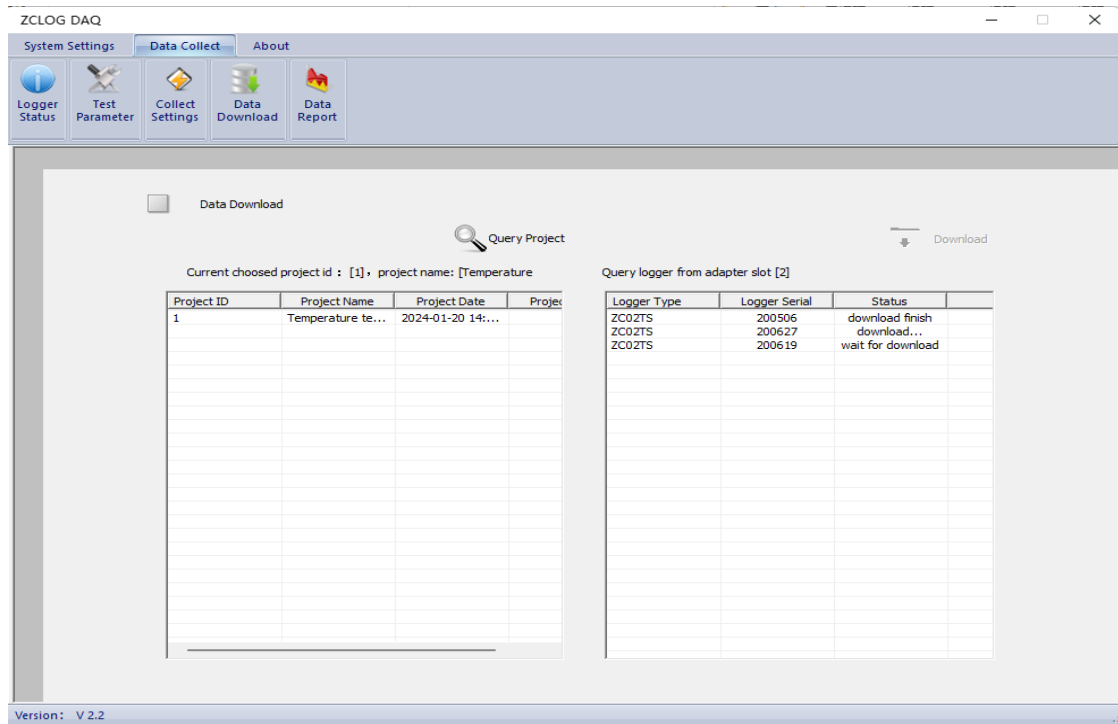 ZCLOG DAQ
System Settings Data Collect About
Logger Status
Test Parameter
Collect Settings
Data Download
Data Report
Data Download
Query Project
Download
Current choosed project id： [1]，project name: [Temperature
Query logger from adapter slot [2]
Project ID Project Name Project Date Projec
1 Temperature te... 2024-01-20 14:...
Logger Type Logger Serial Status
ZC02TS 200506 download finish
ZC02TS 200627 download...
ZC02TS 200619 wait for download
Version： V 2.2